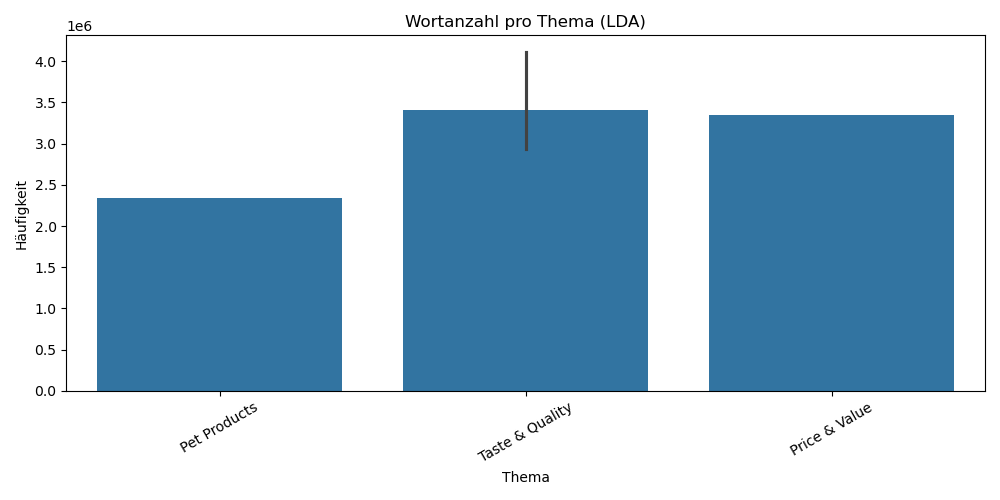 Wortanzahl pro Thema (LDA)
1e6
4.0
3.5
3.0
2.5
2.0
1.5
1.0
0.5
0.0
Häufigkeit
Pet Products
Taste & Quality
Price & Value
Thema